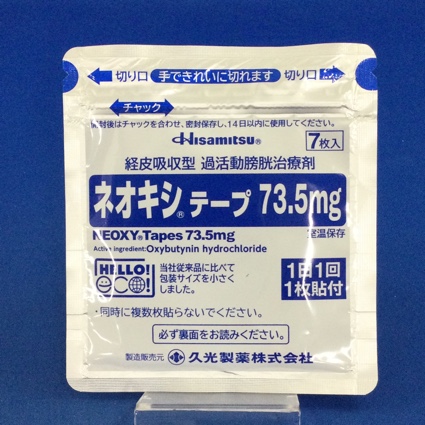 切り口 手できれいに切れます 切り口
チャック
開封後はチャックを合わせ、密封保存し、14日以内に使用してください。
Hisamitsu® 7枚入
経皮吸収型 過活動膀胱治療剤
ネオキシ®テープ 73.5mg
NEOXY®Tapes 73.5mg 室温保存
Active ingredient:Oxybutynin hydrochloride
HELLO! eco!
当社従来品に比べて
包装サイズを小さく
しました。
1日1回
1枚貼付
・同時に複数枚貼らないでください。
必ず裏面をお読みください。
製造販売元 久光製薬株式会社